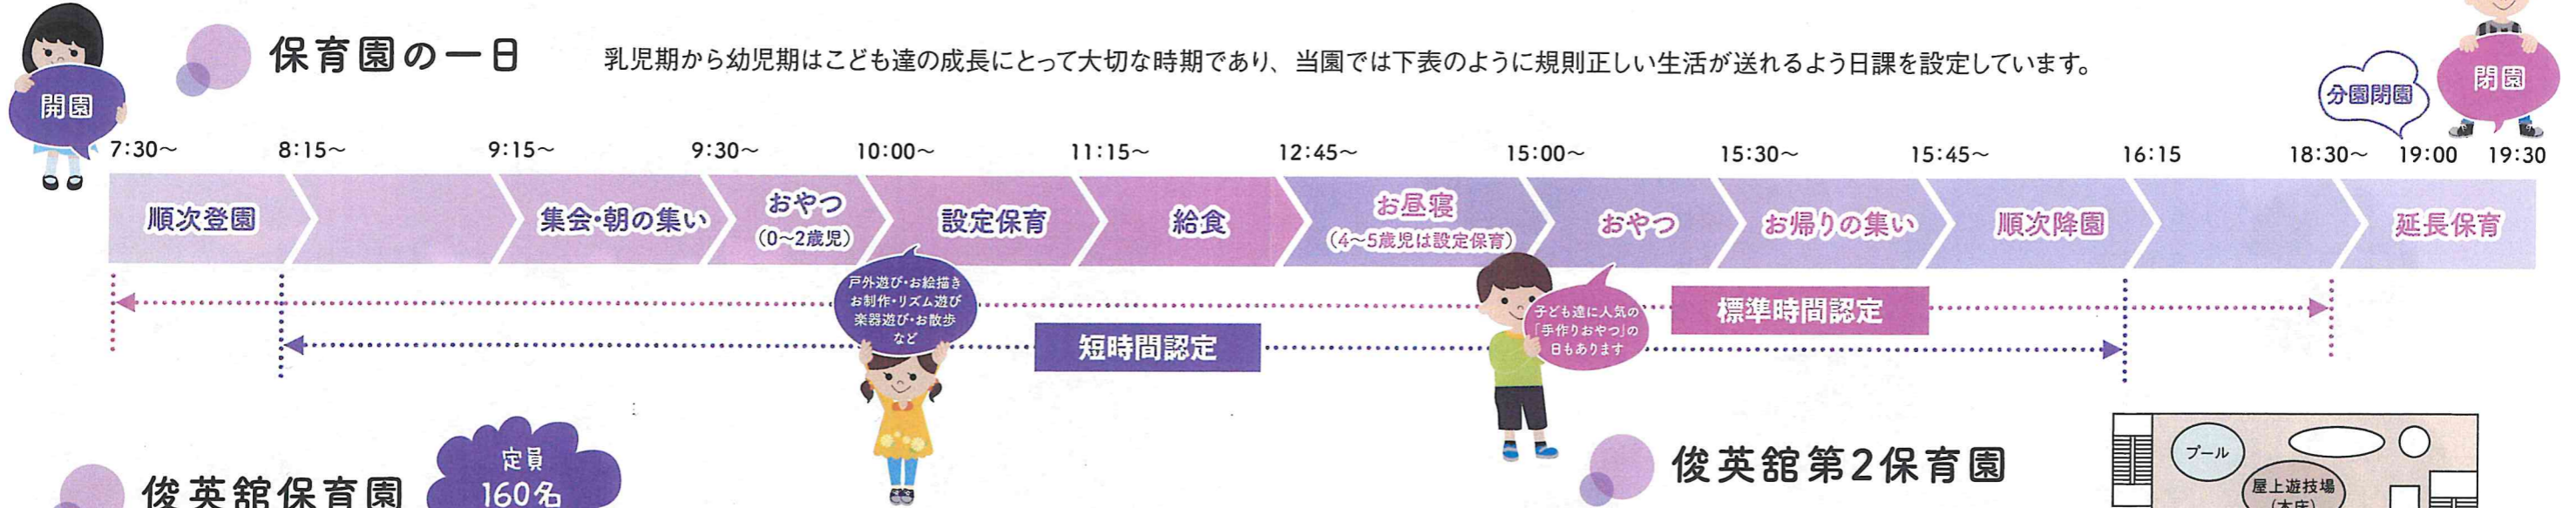 保育園の一日
乳児期から幼児期はこども達の成長にとって大切な時期であり、当園では下表のように規則正しい生活が送れるよう日課を設定しています。
開園
分園閉園
閉園
7:30〜 8:15〜 9:15〜 9:30〜 10:00〜 11:15〜 12:45〜 15:00〜 15:30〜 15:45〜 16:15 18:30〜 19:00 19:30
順次登園
集会・朝の集い
おやつ
(0〜2歳児)
設定保育
給食
お昼寝
(4〜5歳児は設定保育)
おやつ
お帰りの集い
順次降園
延長保育
戸外遊び・お絵描き
お制作・リズム遊び
楽器遊び・お散歩
など
子ども達に人気の
「手作りおやつ」の
日もあります
標準時間認定
短時間認定
俊英舘保育園
定員
160名
俊英舘第2保育園
プール
屋上遊技場
(木床)